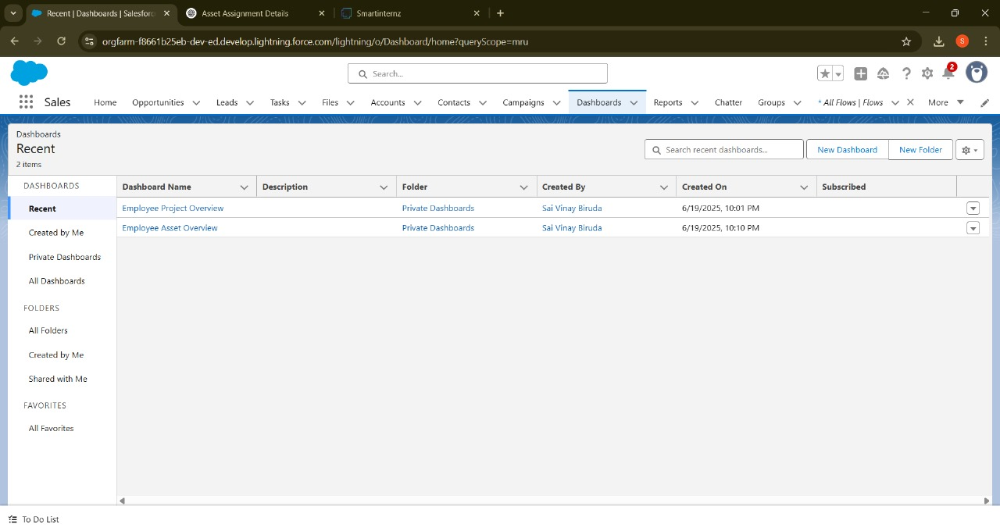 Recent | Dashboards | Salesforc
Asset Assignment Details
Smartinternz
orgfarm-f8661b25eb-dev-ed.develop.lightning.force.com/lightning/o/Dashboard/home?queryScope=mru
S
Search...
2
Sales
Home
Opportunities
Leads
Tasks
Files
Accounts
Contacts
Campaigns
Dashboards
Reports
Chatter
Groups
* All Flows | Flows
More
Dashboards
Recent
2 items
Search recent dashboards...
New Dashboard
New Folder
DASHBOARDS
Recent
Created by Me
Private Dashboards
All Dashboards
FOLDERS
All Folders
Created by Me
Shared with Me
FAVORITES
All Favorites
Dashboard Name Description Folder Created By Created On Subscribed
Employee Project Overview Private Dashboards Sai Vinay Biruda 6/19/2025, 10:01 PM
Employee Asset Overview Private Dashboards Sai Vinay Biruda 6/19/2025, 10:10 PM
To Do List